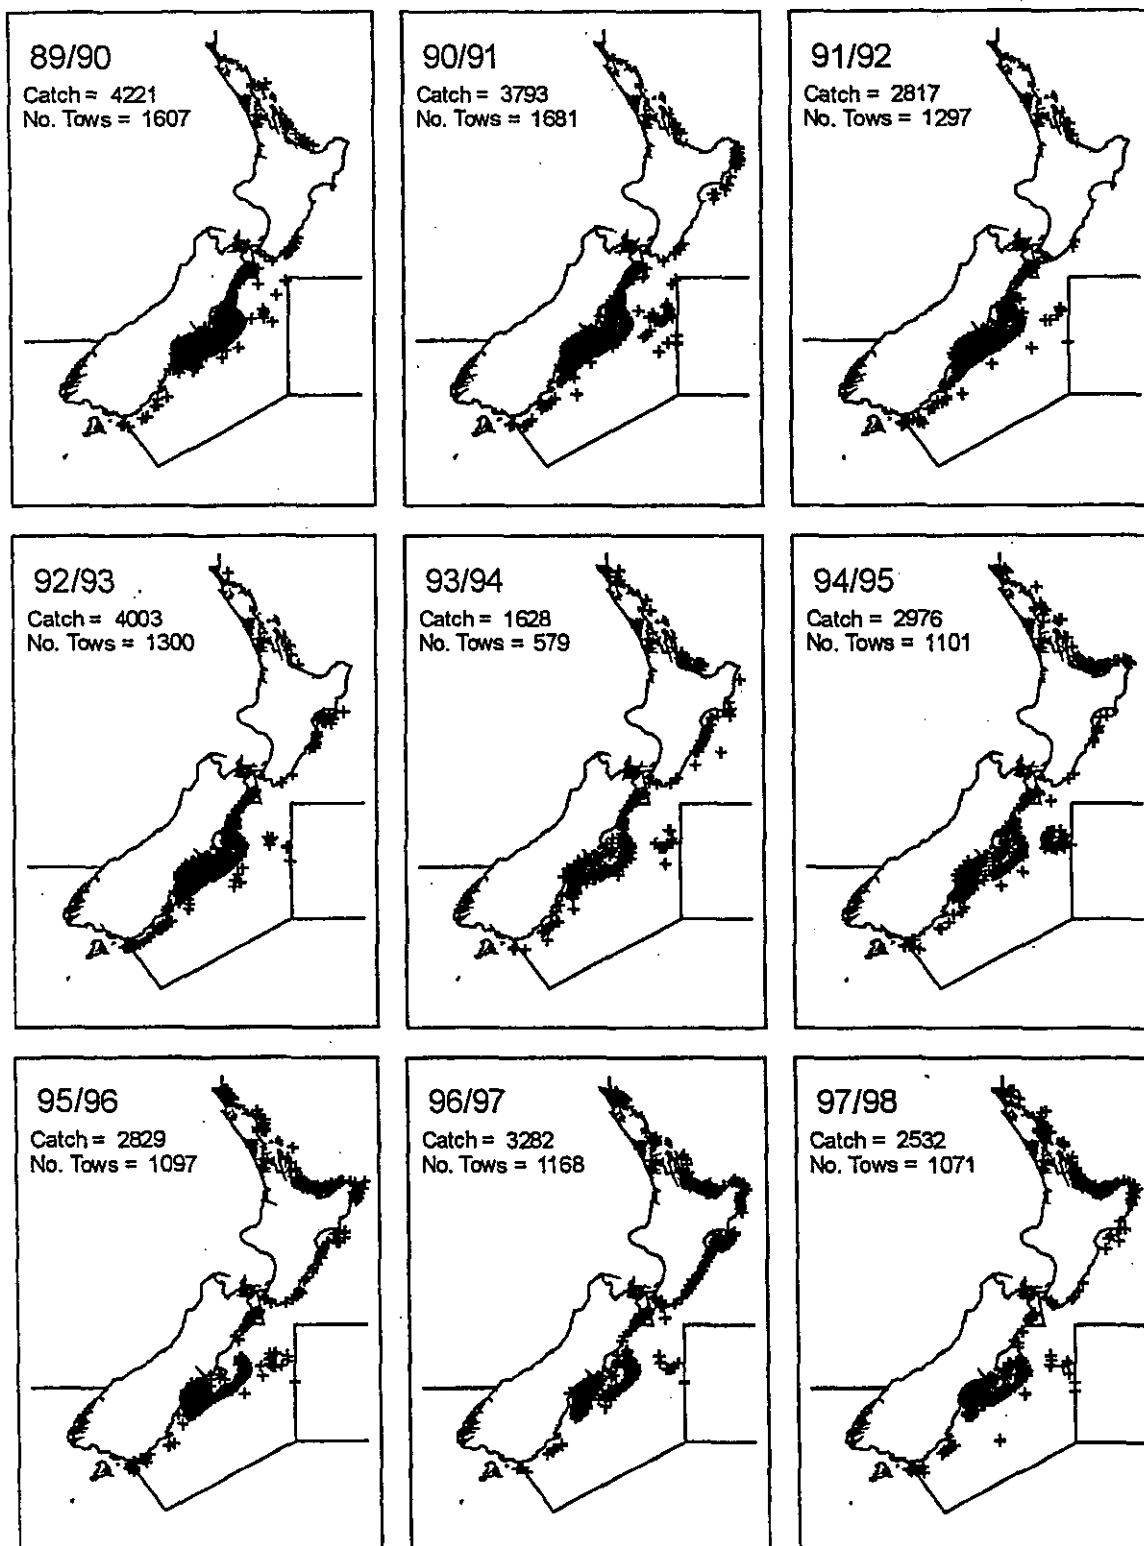 89/90
Catch = 4221
No. Tows = 1607
90/91
Catch = 3793
No. Tows = 1681
91/92
Catch = 2817
No. Tows = 1297
92/93
Catch = 4003
No. Tows = 1300
93/94
Catch = 1628
No. Tows = 579
94/95
Catch = 2976
No. Tows = 1101
95/96
Catch = 2829
No. Tows = 1097
96/97
Catch = 3282
No. Tows = 1168
97/98
Catch = 2532
No. Tows = 1071